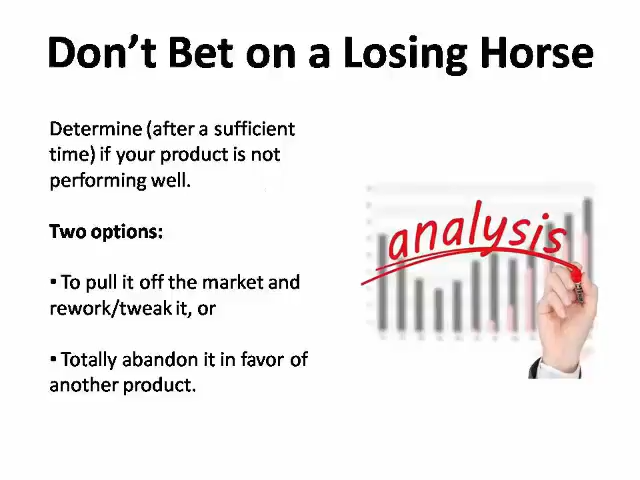 Don't Bet on a Losing Horse
Determine (after a sufficient
time) if your product is not
performing well.
Two options:
▪ To pull it off the market and
rework/tweak it, or
▪ Totally abandon it in favor of
another product.
analysis